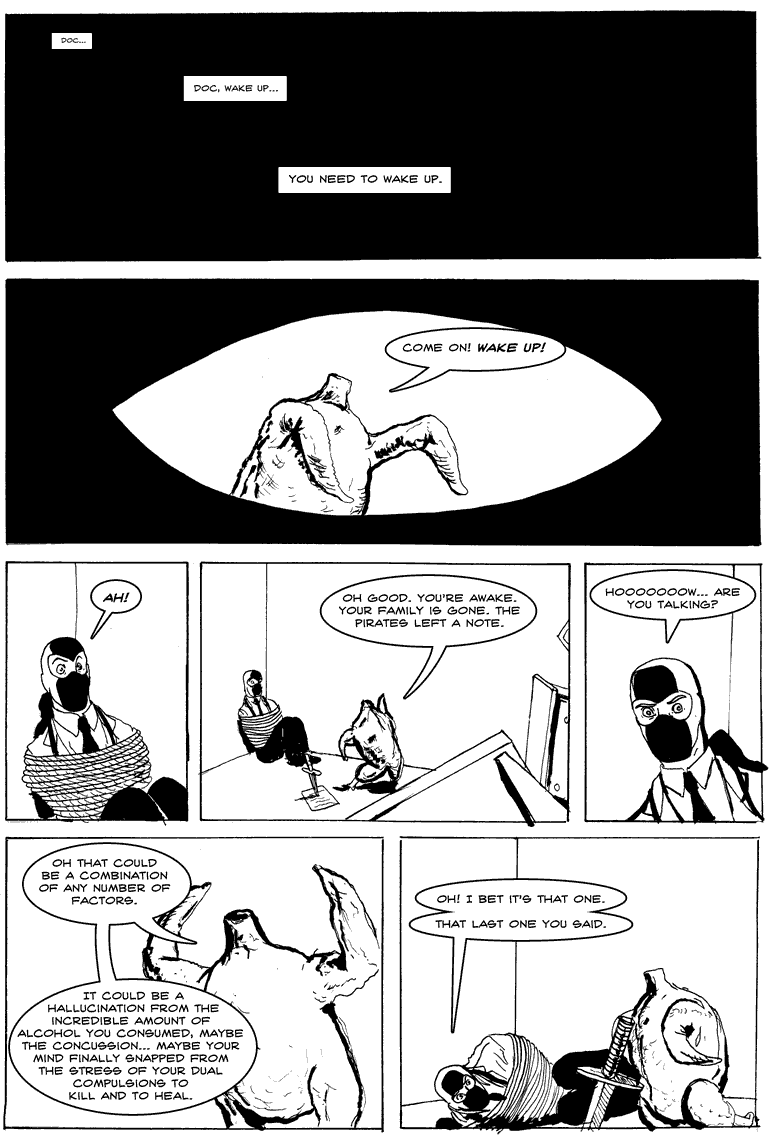 DOC...
DOC, WAKE UP...
YOU NEED TO WAKE UP.
COME ON! WAKE UP!
AH!
OH GOOD. YOU'RE AWAKE.
YOUR FAMILY IS GONE. THE
PIRATES LEFT A NOTE.
HOOOOOOOW... ARE
YOU TALKING?
OH THAT COULD
BE A COMBINATION
OF ANY NUMBER OF
FACTORS.
IT COULD BE A
HALLUCINATION FROM THE
INCREDIBLE AMOUNT OF
ALCOHOL YOU CONSUMED, MAYBE
THE CONCUSSION... MAYBE YOUR
MIND FINALLY SNAPPED FROM
THE STRESS OF YOUR DUAL
COMPULSIONS TO
KILL AND TO HEAL.
OH! I BET IT'S THAT ONE.
THAT LAST ONE YOU SAID.